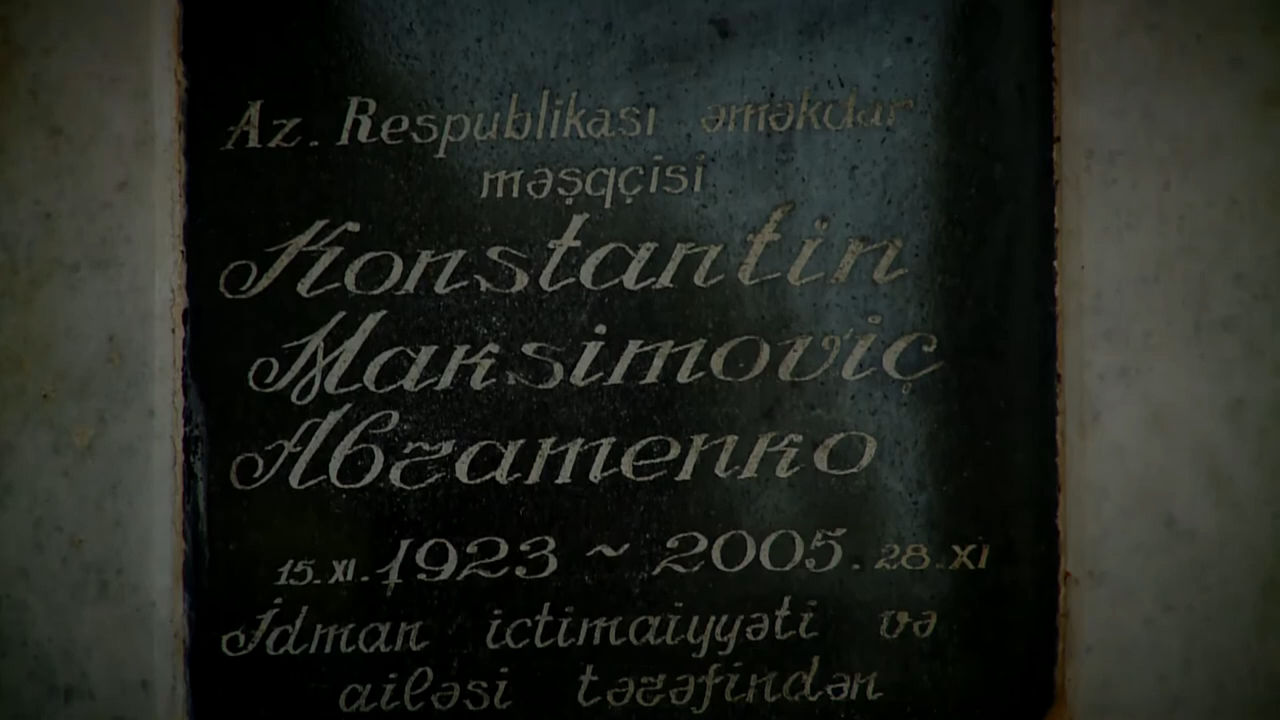 Az. Respublikası əməkdar
məşqçisi
Konstantin
Maksimoviç
Abramenko
15.XI.1923 ~ 2005.28.XI
İdman ictimaiyyəti və
ailəsi tərəfindən